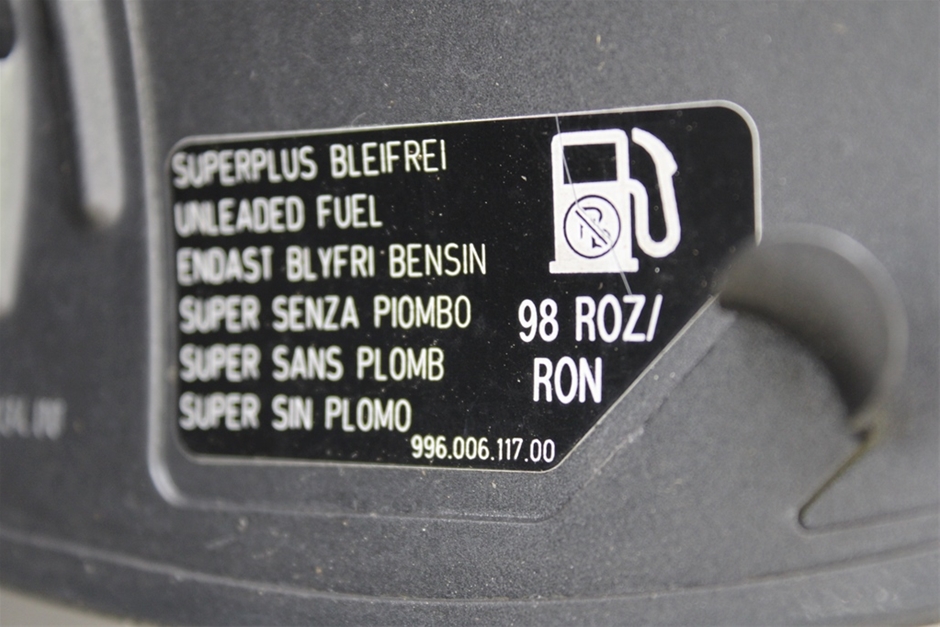 SUPERPLUS BLEIFREI
UNLEADED FUEL
ENDAST BLYFRI BENSIN
SUPER SENZA PIOMBO
SUPER SANS PLOMB
SUPER SIN PLOMO
98 ROZ/
RON
996.006.117.00